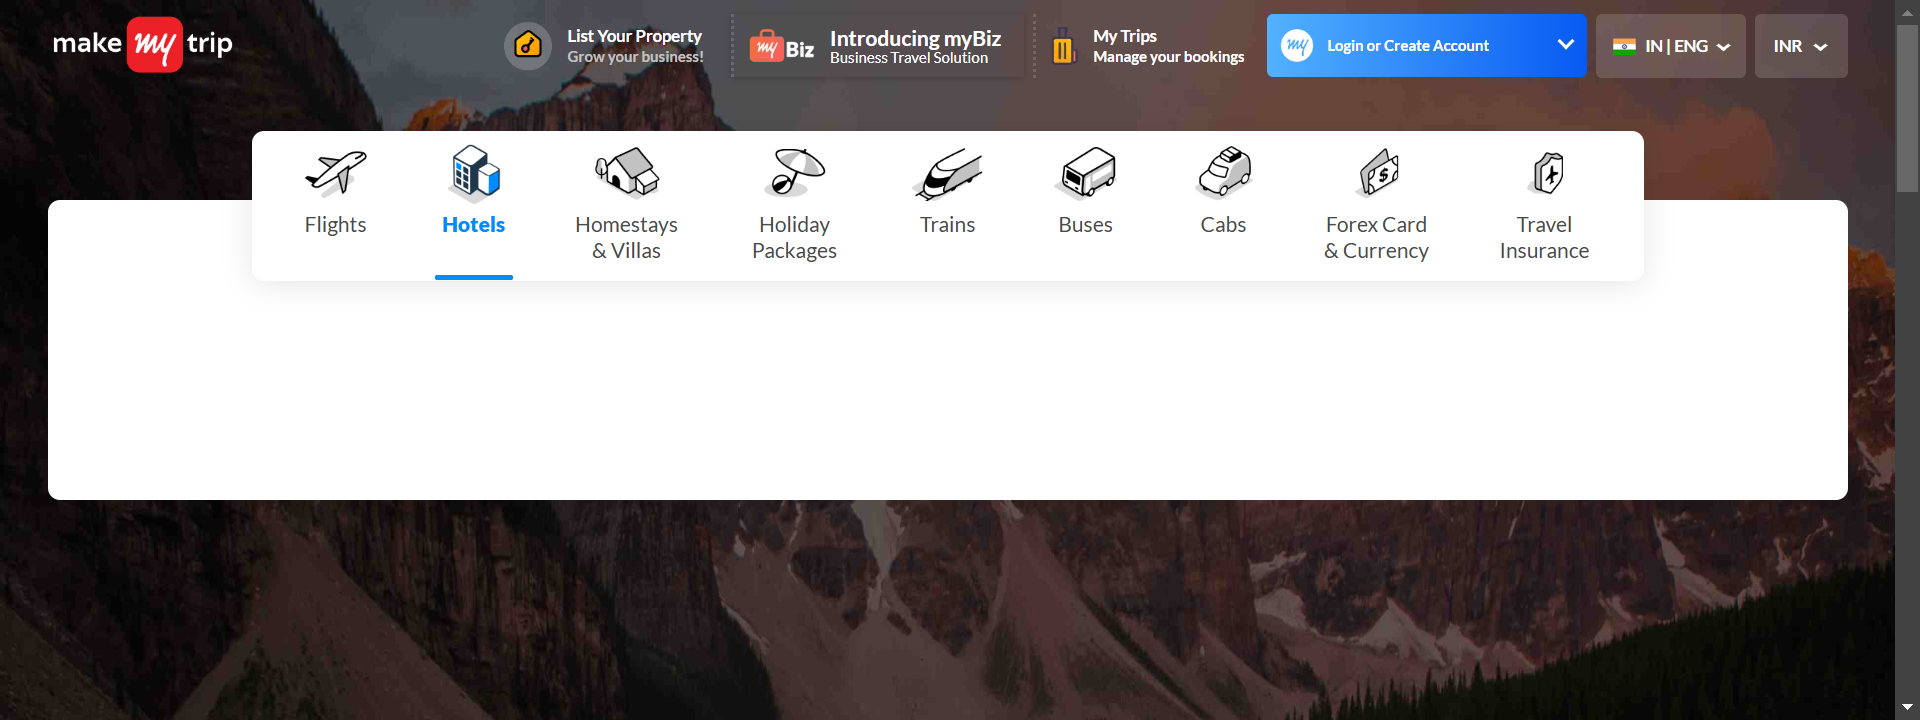 make my trip
List Your Property
Grow your business!
my Biz
Introducing myBiz
Business Travel Solution
My Trips
Manage your bookings
my
Login or Create Account
IN | ENG
INR
Flights
Hotels
Homestays
& Villas
Holiday
Packages
Trains
Buses
Cabs
Forex Card
& Currency
Travel
Insurance